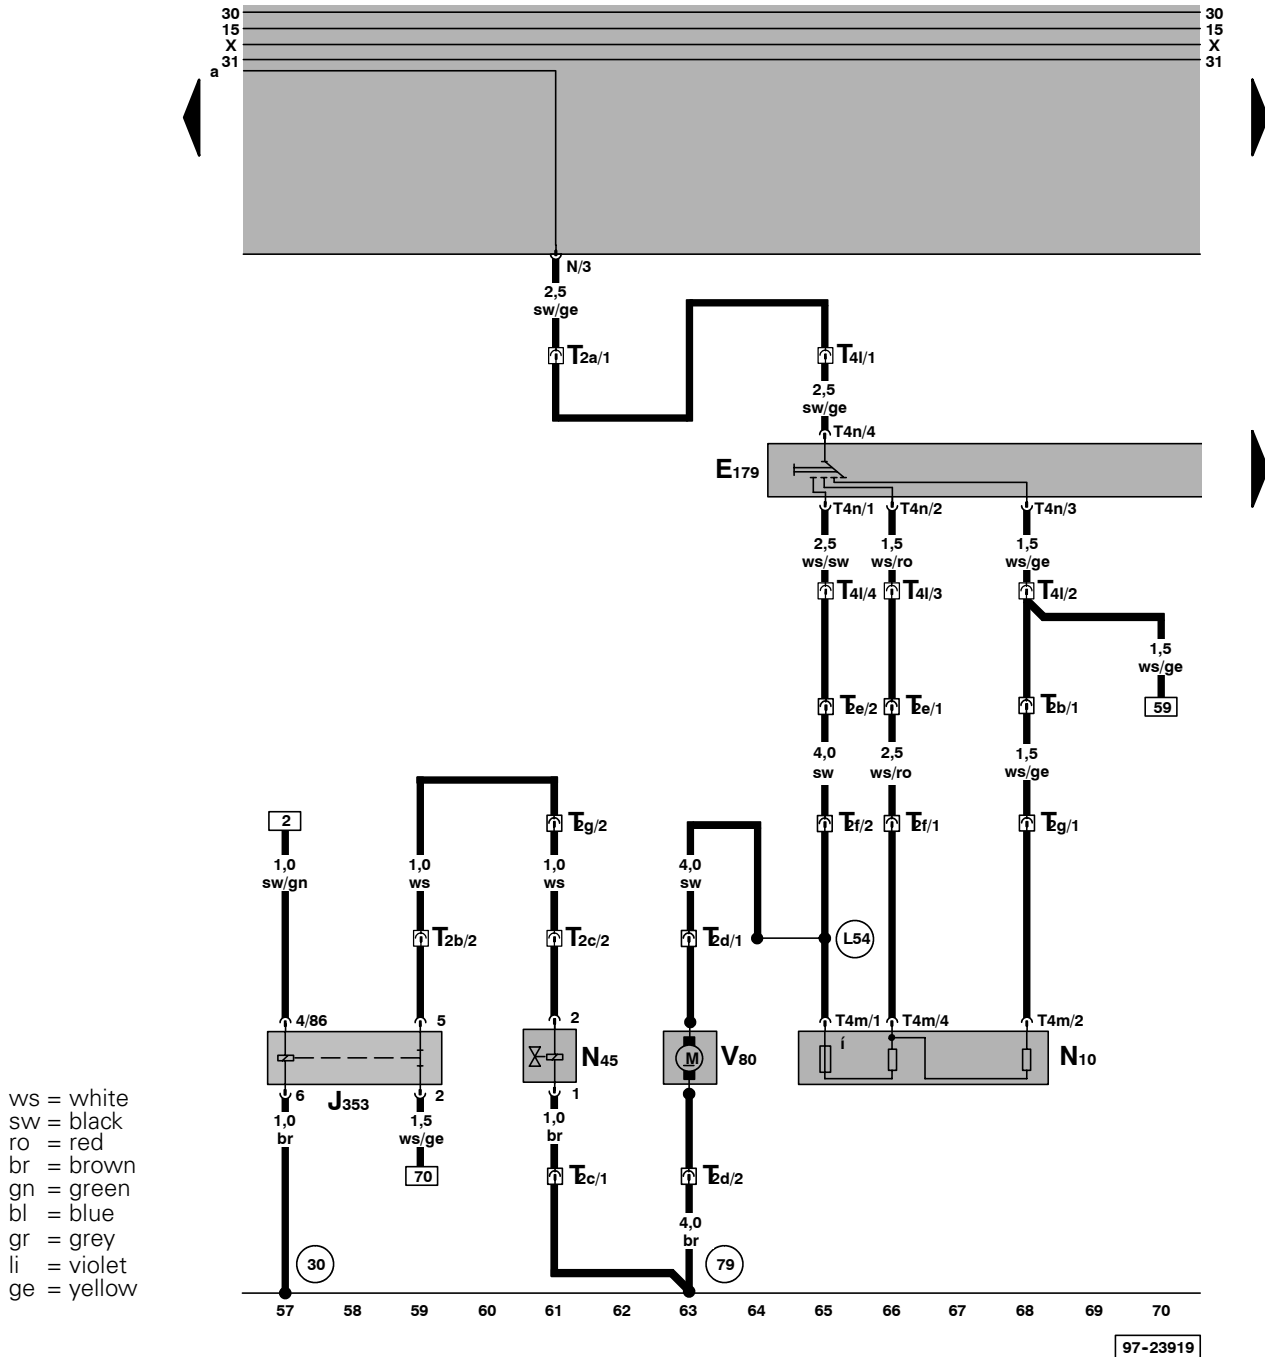 30 30
15 15
X X
31 31
a
N/3
2,5
sw/ge
T2a/1 T4l/1
2,5
sw/ge
T4n/4
E179
T4n/1 T4n/2 T4n/3
2,5 1,5 1,5
ws/sw ws/ro ws/ge
T4l/4 T4l/3 T4l/2
1,5
ws/ge
T2e/2 T2e/1 T2b/1 59
4,0 2,5 1,5
sw ws/ro ws/ge
2 T2g/2 T2f/2 T2f/1 T2g/1
1,0 1,0 1,0 4,0
sw/gn ws ws sw
T2b/2 T2c/2 T2d/1 L54
4/86 5 2 T4m/1 T4m/4 T4m/2
í
N45 M V80 N10
6 J353 2 1
1,0 1,5 1,0
br ws/ge br
70 T2c/1 T2d/2
4,0
br
30 79
ws = white
sw = black
ro = red
br = brown
gn = green
bl = blue
gr = grey
li = violet
ge = yellow
57 58 59 60 61 62 63 64 65 66 67 68 69 70
97-23919